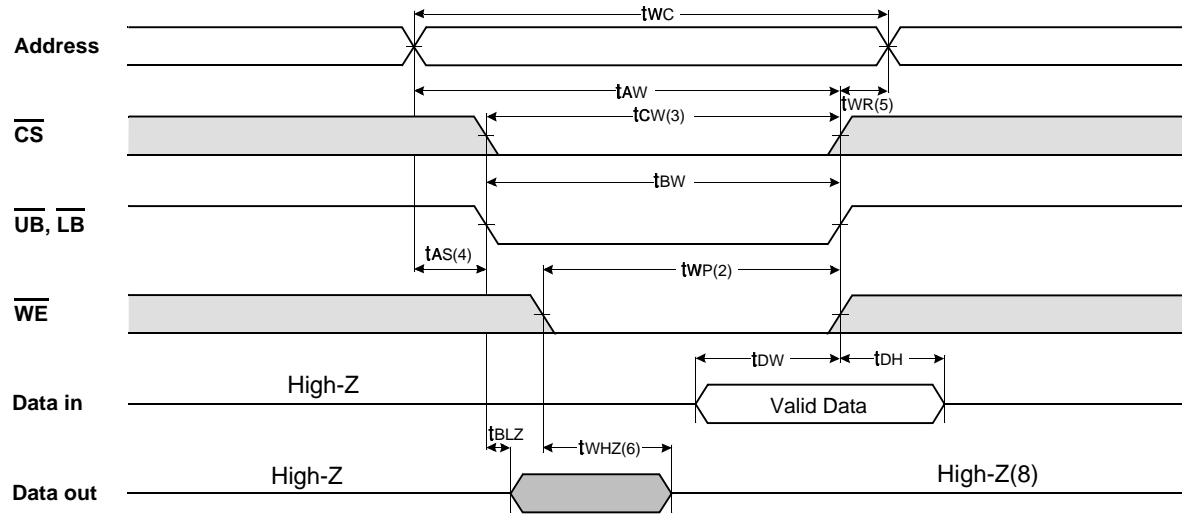 tWC
Address
tAW
tWR(5)
tCW(3)
CS
tBW
UB, LB
tAS(4)
tWP(2)
WE
tDW
tDH
High-Z
Data in
Valid Data
tBLZ
tWHZ(6)
High-Z
High-Z(8)
Data out